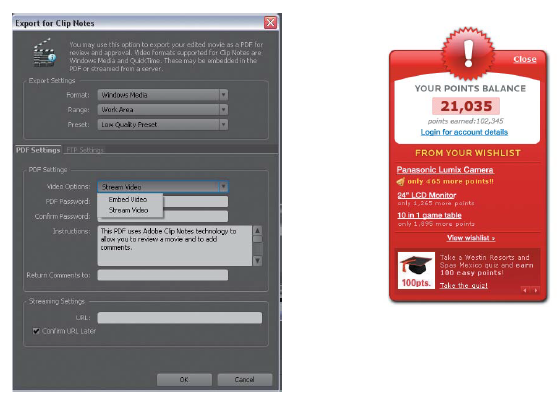 Export for Clip Notes
You may use this option to export your edited movie as a PDF for
review and approval. Video formats supported for Clip Notes are
Windows Media and QuickTime. These may be embedded in the
PDF or streamed from a server.
Export Settings
Format: Windows Media
Range: Work Area
Preset: Low Quality Preset
PDF Settings FTP Settings
PDF Settings
Video Options: Stream Video
Embed Video
PDF Password:
Stream Video
Confirm Password:
Instructions: This PDF uses Adobe Clip Notes technology to
allow you to review a movie and to add
comments.
Return Comments to:
Streaming Settings
URL:
Confirm URL Later
OK Cancel
Close
YOUR POINTS BALANCE
21,035
points earned:102,345
Login for account details
FROM YOUR WISHLIST
Panasonic Lumix Camera
only 465 more points!!
24" LCD Monitor
only 1,265 more points
10 in 1 game table
only 1,895 more points
View wishlist >
Take a Westin Resorts and
Spas Mexico quiz and earn
100 easy points!
100pts.
Take the quiz!